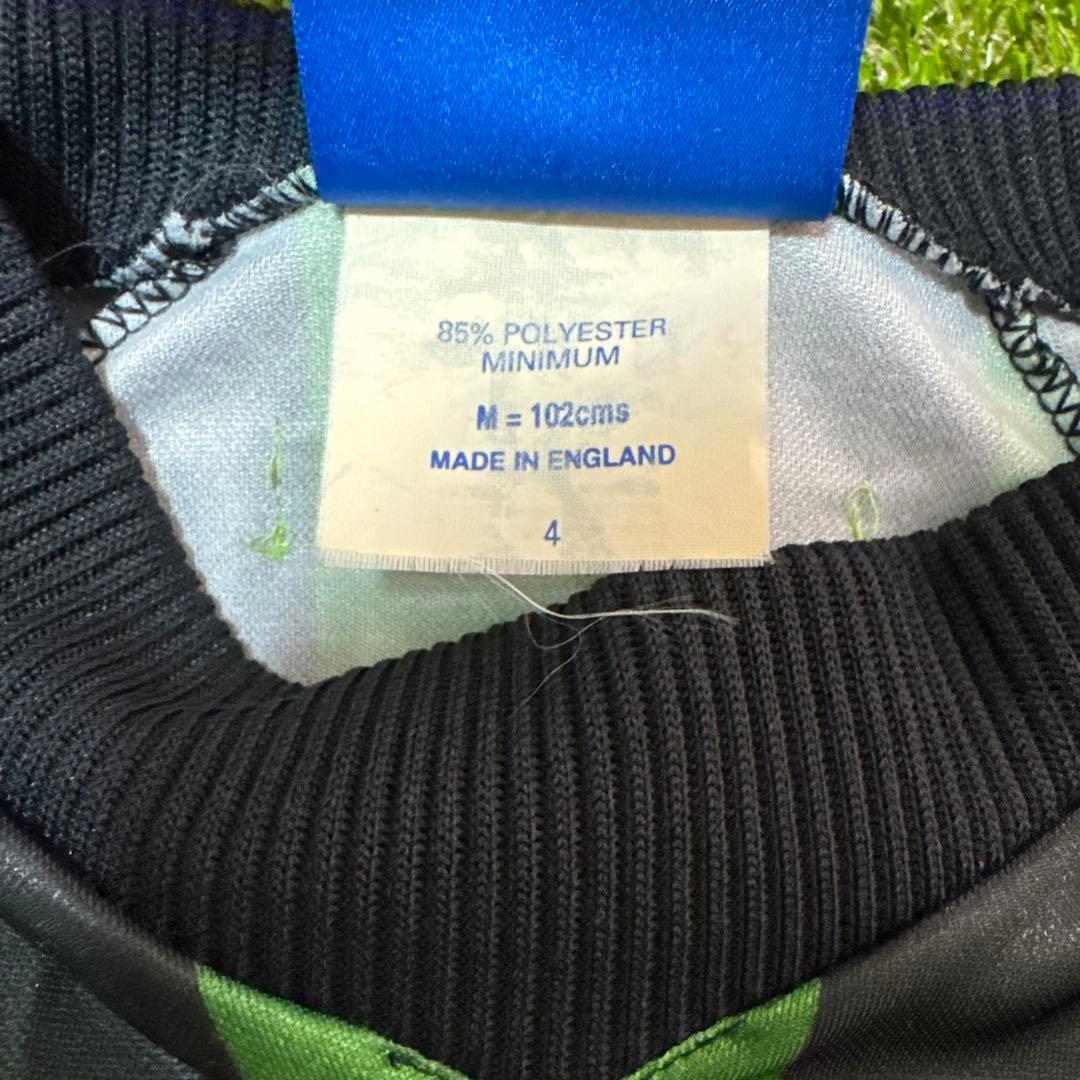 85% POLYESTER
MINIMUM
M = 102cms
MADE IN ENGLAND
4